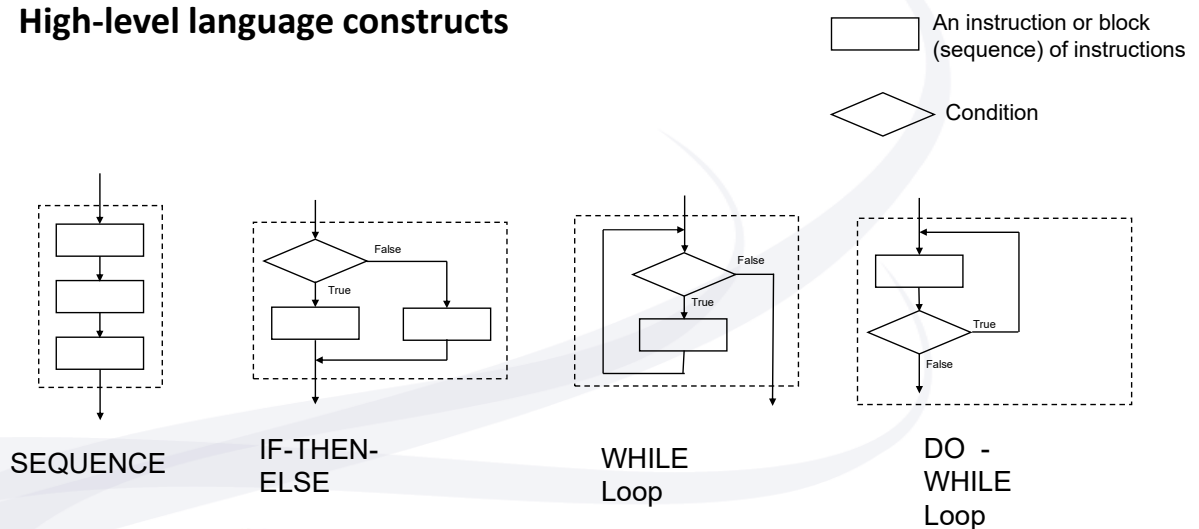 High-level language constructs
An instruction or block
(sequence) of instructions
Condition
False
True
False
True
True
False
SEQUENCE
IF-THEN-
ELSE
WHILE
Loop
DO -
WHILE
Loop